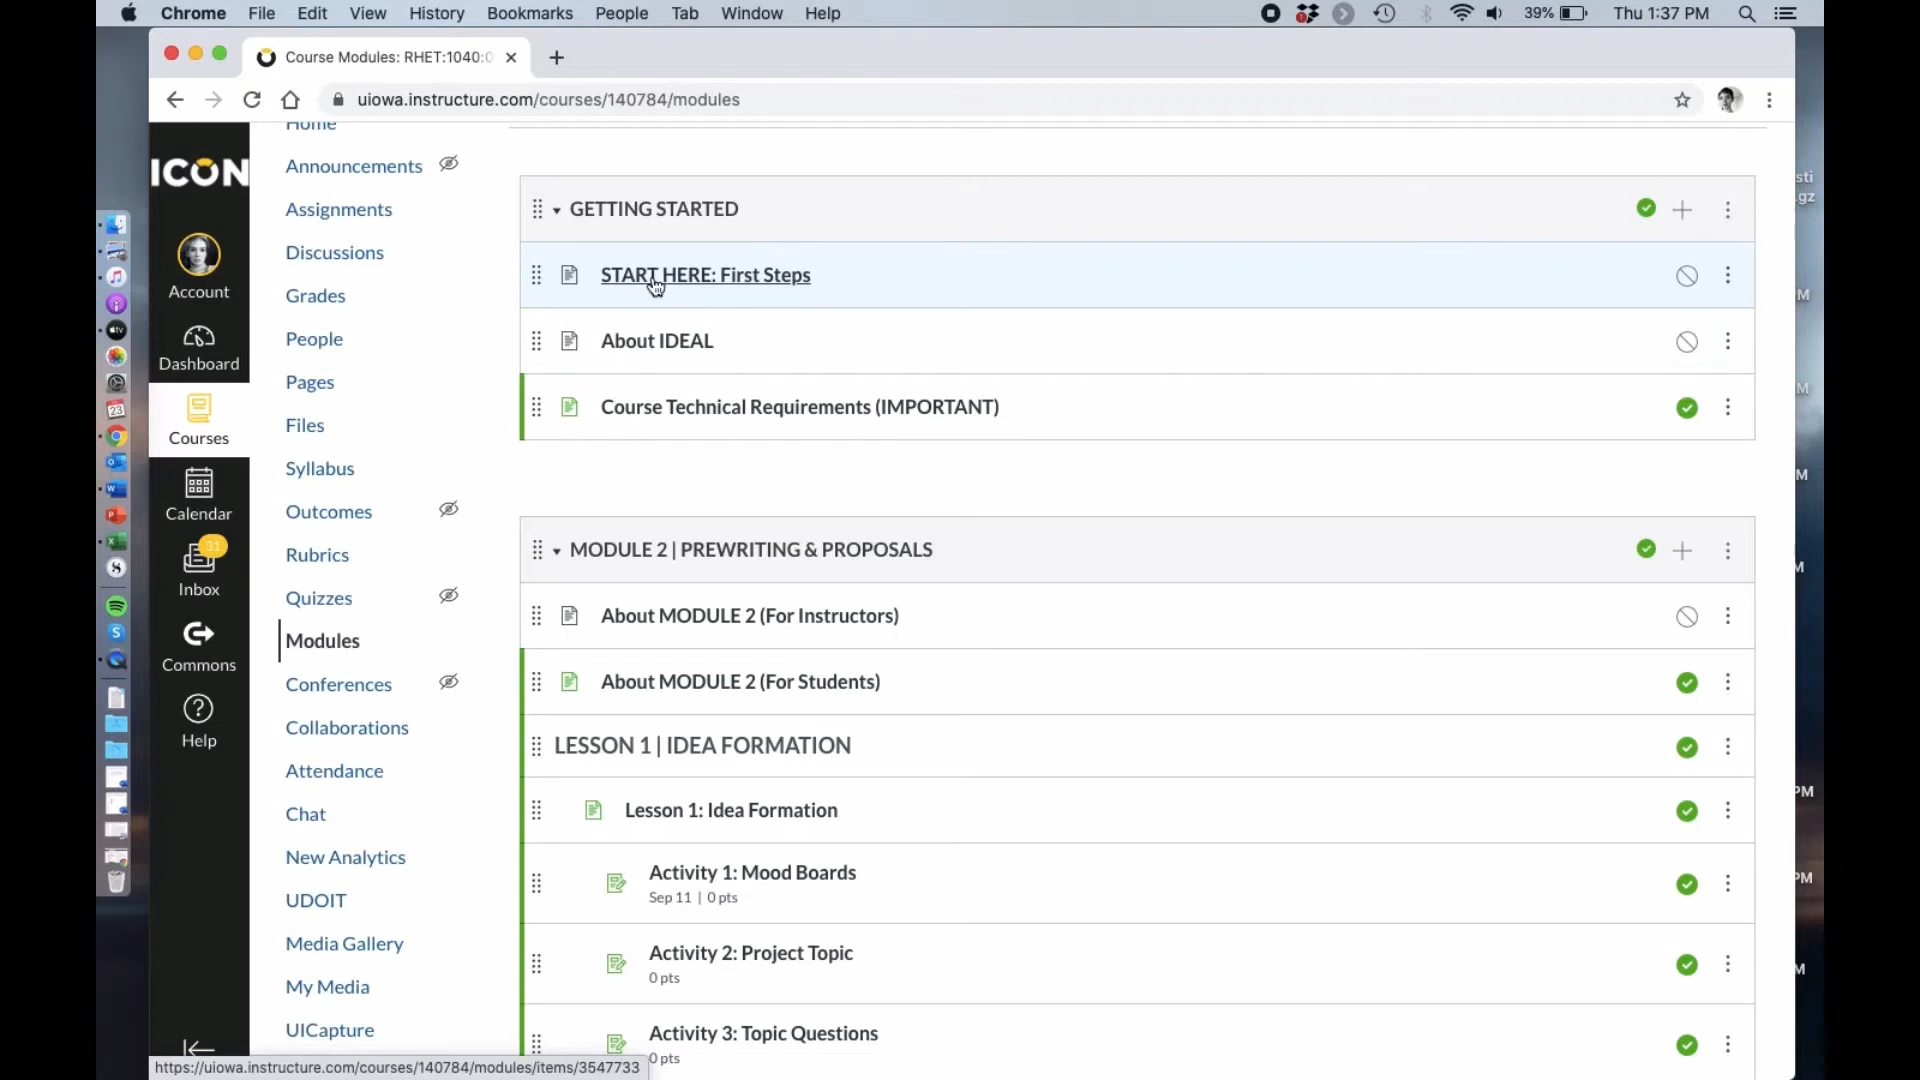 Chrome File Edit View History Bookmarks People Tab Window Help 39% Thu 1:37 PM
Course Modules: RHET:1040:0
uiowa.instructure.com/courses/140784/modules
ICON
Account
Dashboard
Courses
Calendar
31
Inbox
Commons
Help
Home
Announcements
Assignments
Discussions
Grades
People
Pages
Files
Syllabus
Outcomes
Rubrics
Quizzes
Modules
Conferences
Collaborations
Attendance
Chat
New Analytics
UDOIT
Media Gallery
My Media
UICapture
GETTING STARTED
START HERE: First Steps
About IDEAL
Course Technical Requirements (IMPORTANT)
MODULE 2 | PREWRITING & PROPOSALS
About MODULE 2 (For Instructors)
About MODULE 2 (For Students)
LESSON 1 | IDEA FORMATION
Lesson 1: Idea Formation
Activity 1: Mood Boards
Sep 11 | 0 pts
Activity 2: Project Topic
0 pts
Activity 3: Topic Questions
0 pts
https://uiowa.instructure.com/courses/140784/modules/items/3547733